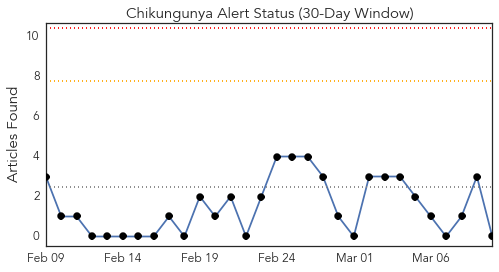 Chikungunya Alert Status (30-Day Window)
Articles Found
10
8
6
4
2
0
Feb 09
Feb 14
Feb 19
Feb 24
Mar 01
Mar 06